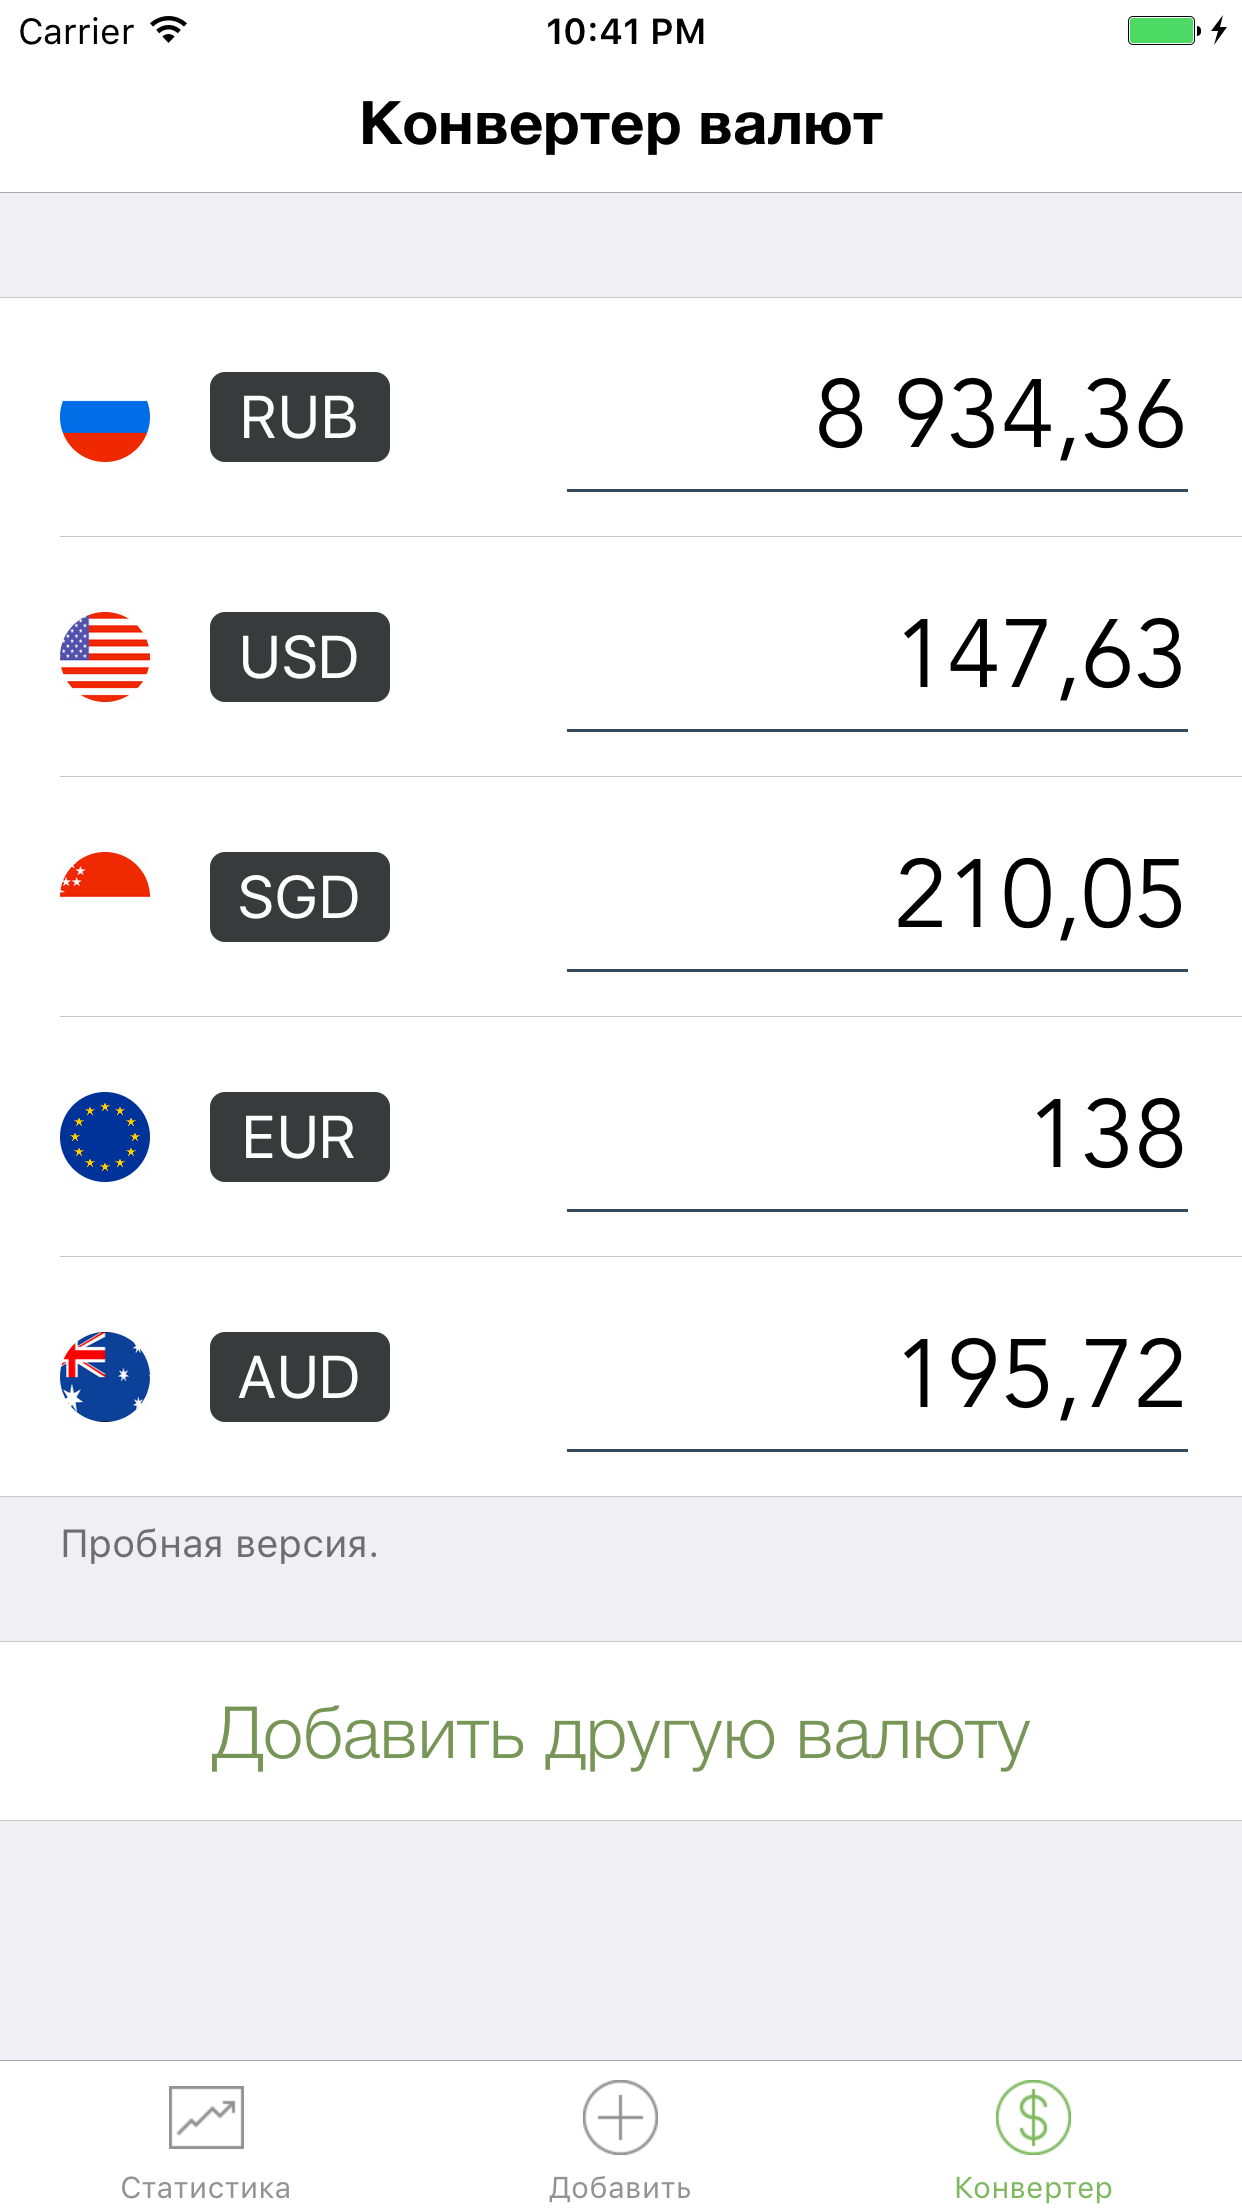 Carrier 10:41 PM
Конвертер валют
RUB 8 934,36
USD 147,63
SGD 210,05
EUR 138
AUD 195,72
Пробная версия.
Добавить другую валюту
Статистика Добавить Конвертер